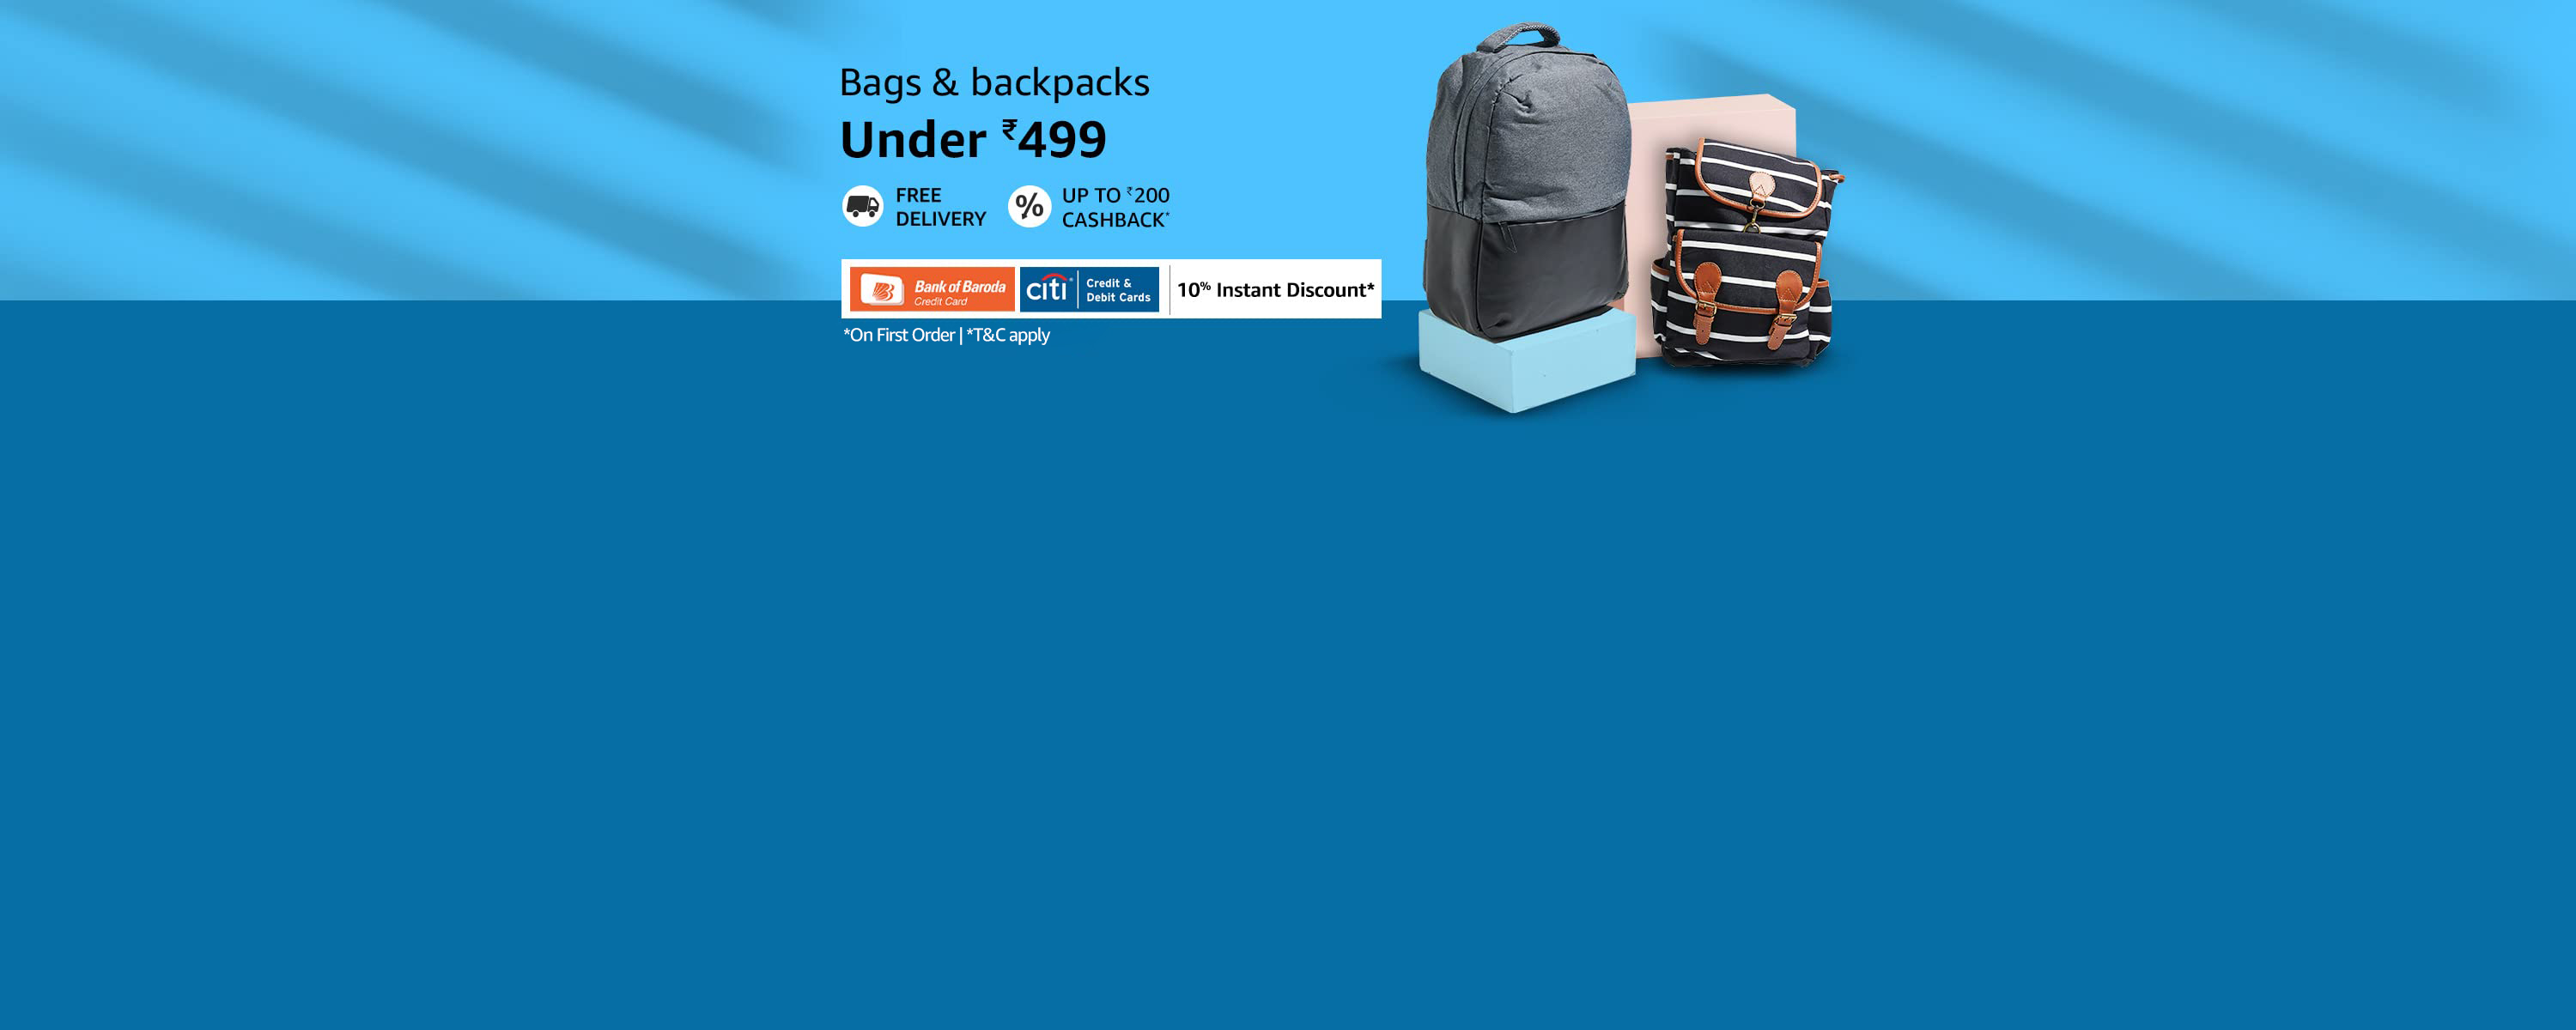 Bags & backpacks
Under ₹499
FREE DELIVERY
UP TO ₹200 CASHBACK*
Bank of Baroda
Credit Card
citi
Credit & Debit Cards
10% Instant Discount*
*On First Order | *T&C apply